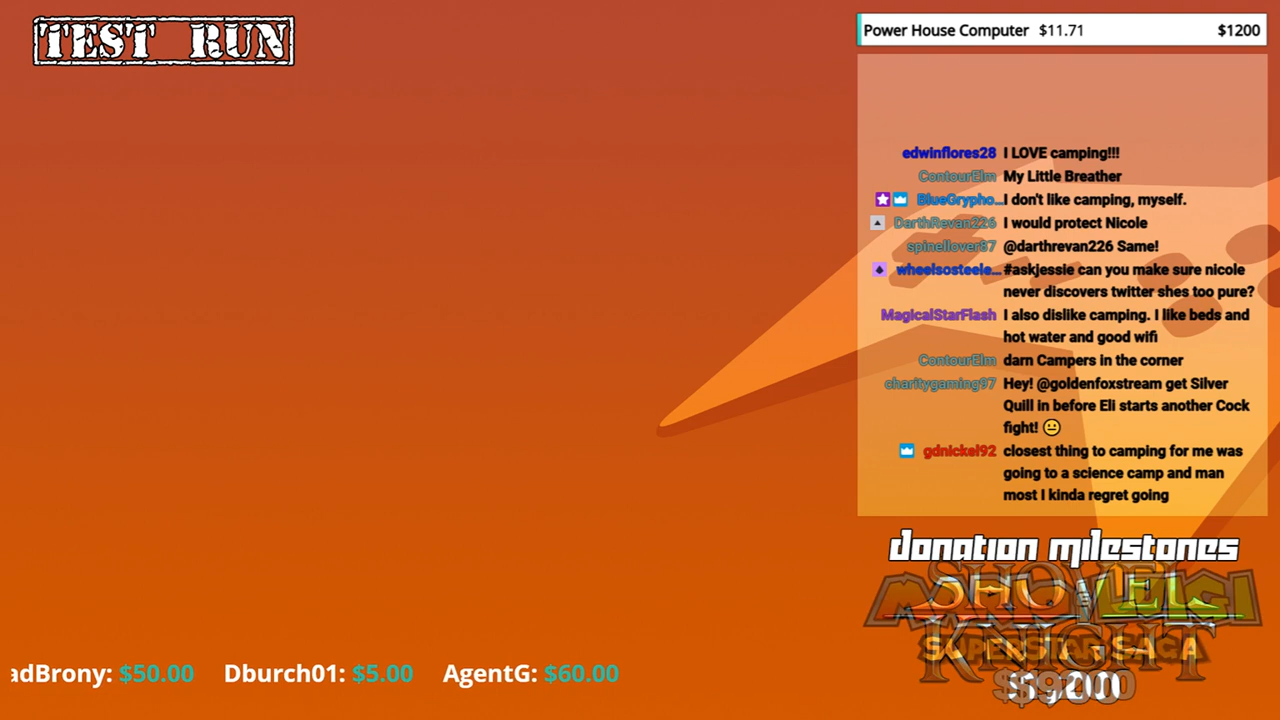 TEST RUN
Power House Computer $11.71 $1200
edwinflores28 I LOVE camping!!!
ContourElm My Little Breather
BlueGrypho... I don't like camping, myself.
DarthRevan226 I would protect Nicole
spinellover87 @darthrevan226 Same!
wheelsosteele... #askjessie can you make sure nicole
never discovers twitter shes too pure?
MagicalStarFlash I also dislike camping. I like beds and
hot water and good wifi
ContourElm darn Campers in the corner
charitygaming97 Hey! @goldenfoxstream get Silver
Quill in before Eli starts another Cock
fight!
gdnickel92 closest thing to camping for me was
going to a science camp and man
most I kinda regret going
DONATION MILESTONES
SHOVEL
KNIGHT
SUPERSTAR SAGA
adBrony: $50.00 Dburch01: $5.00 AgentG: $60.00